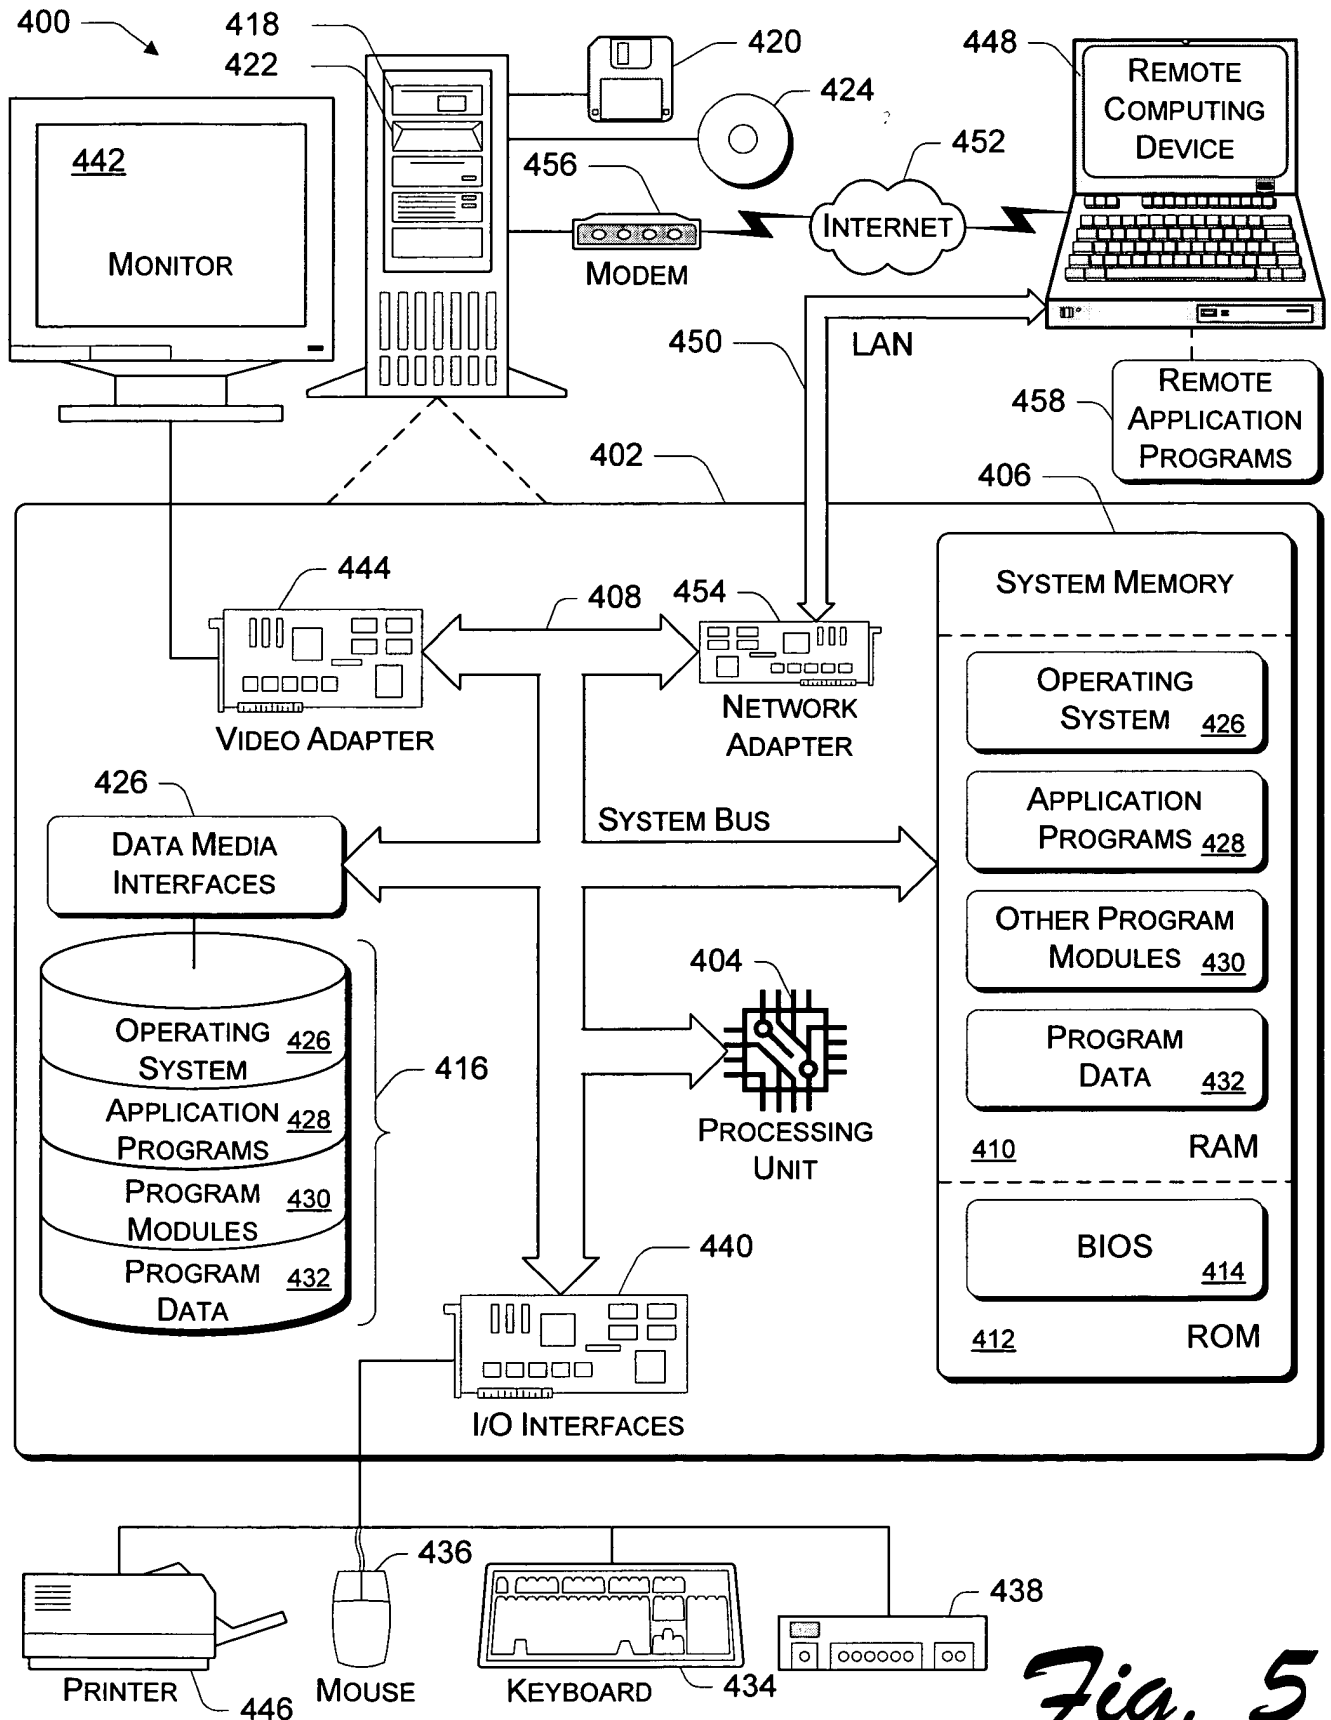 400
418
422
420
424
448
REMOTE
COMPUTING
DEVICE
442
MONITOR
456
MODEM
452
INTERNET
450
LAN
458
REMOTE
APPLICATION
PROGRAMS
402
406
SYSTEM MEMORY
444
VIDEO ADAPTER
408
454
NETWORK
ADAPTER
OPERATING
SYSTEM 426
APPLICATION
PROGRAMS 428
OTHER PROGRAM
MODULES 430
PROGRAM
DATA 432
410 RAM
BIOS
414
412 ROM
426
DATA MEDIA
INTERFACES
SYSTEM BUS
OPERATING
SYSTEM 426
APPLICATION
PROGRAMS 428
PROGRAM
MODULES 430
PROGRAM
DATA 432
416
404
PROCESSING
UNIT
440
I/O INTERFACES
PRINTER
446
436
MOUSE
KEYBOARD
434
438
Fig. 5